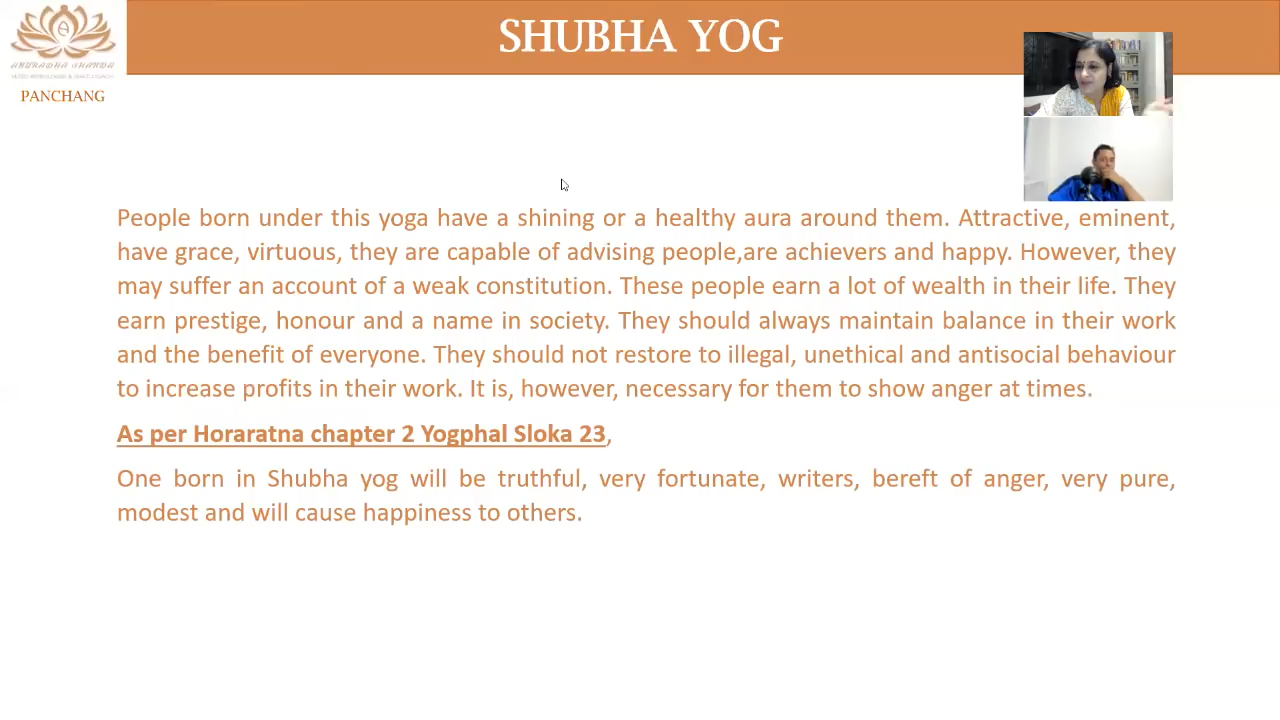 SHUBHA YOG
ANURADHA SHARDA
PANCHANG
People born under this yoga have a shining or a healthy aura around them. Attractive, eminent,
have grace, virtuous, they are capable of advising people,are achievers and happy. However, they
may suffer an account of a weak constitution. These people earn a lot of wealth in their life. They
earn prestige, honour and a name in society. They should always maintain balance in their work
and the benefit of everyone. They should not restore to illegal, unethical and antisocial behaviour
to increase profits in their work. It is, however, necessary for them to show anger at times.
As per Horaratna chapter 2 Yogphal Sloka 23,
One born in Shubha yog will be truthful, very fortunate, writers, bereft of anger, very pure,
modest and will cause happiness to others.